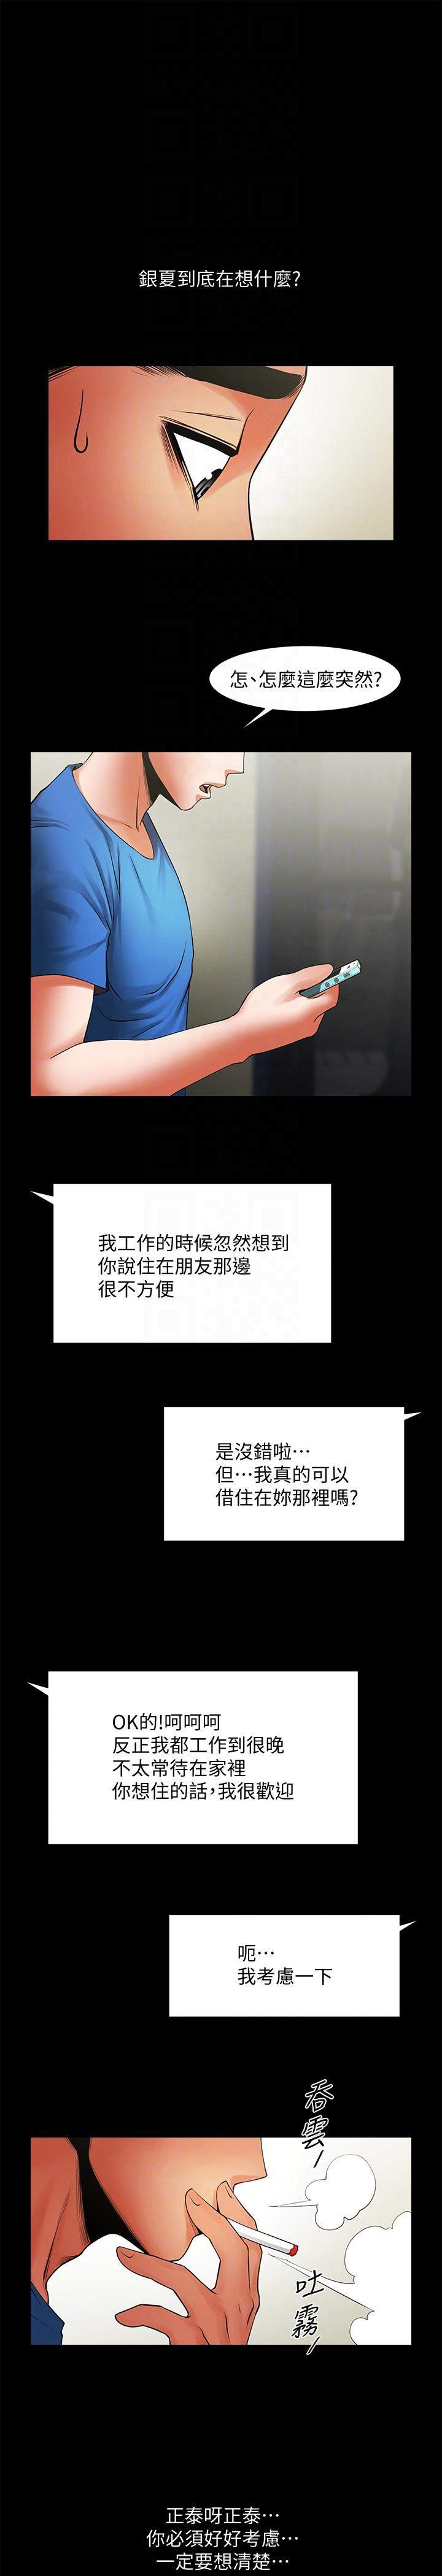 銀夏到底在想什麼?
怎、怎麼這麼突然?
我工作的時候忽然想到
你說住在朋友那邊
很不方便
是沒錯啦…
但…我真的可以
借住在妳那裡嗎?
OK的!呵呵呵
反正我都工作到很晚
不太常待在家裡
你想住的話,我很歡迎
呃…
我考慮一下
吞雲/
吐霧/
正泰呀正泰…
你必須好好考慮…
一定要想清楚…